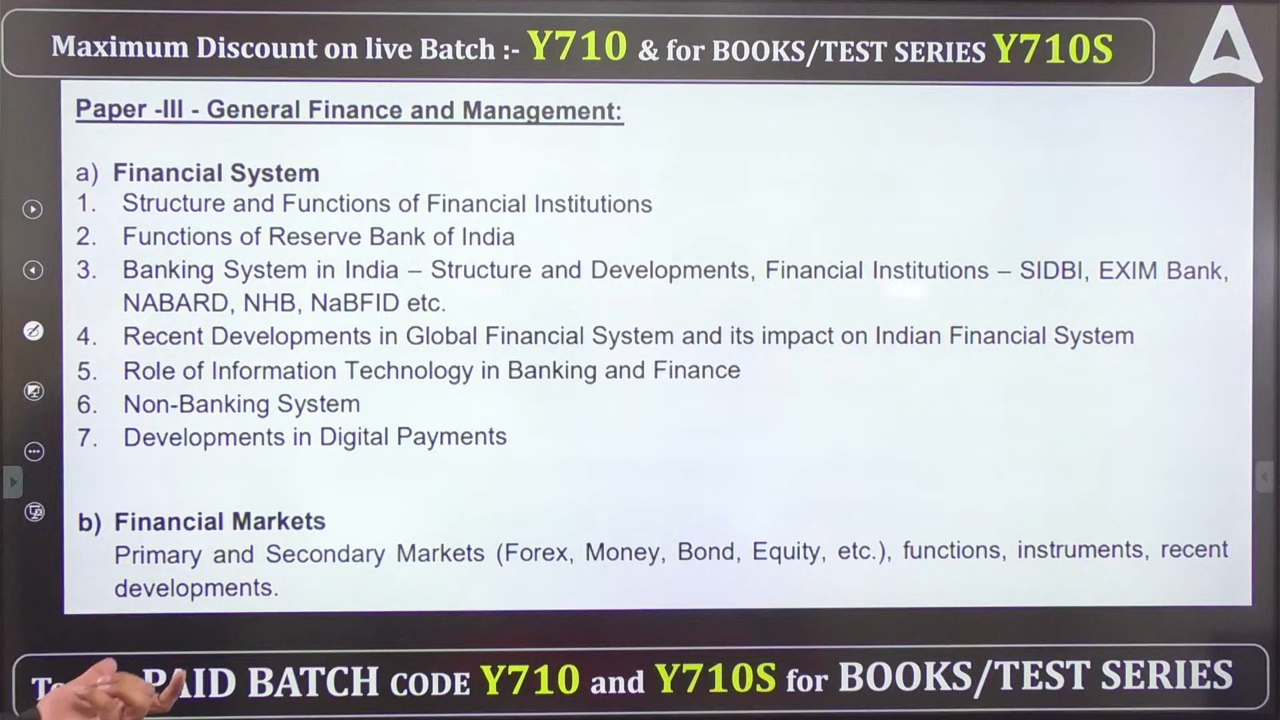 Maximum Discount on live Batch :- Y710 & for BOOKS/TEST SERIES Y710S
Paper -III - General Finance and Management:
a) Financial System
1. Structure and Functions of Financial Institutions
2. Functions of Reserve Bank of India
3. Banking System in India – Structure and Developments, Financial Institutions – SIDBI, EXIM Bank,
NABARD, NHB, NaBFID etc.
4. Recent Developments in Global Financial System and its impact on Indian Financial System
5. Role of Information Technology in Banking and Finance
6. Non-Banking System
7. Developments in Digital Payments
b) Financial Markets
Primary and Secondary Markets (Forex, Money, Bond, Equity, etc.), functions, instruments, recent
developments.
PAID BATCH CODE Y710 and Y710S for BOOKS/TEST SERIES